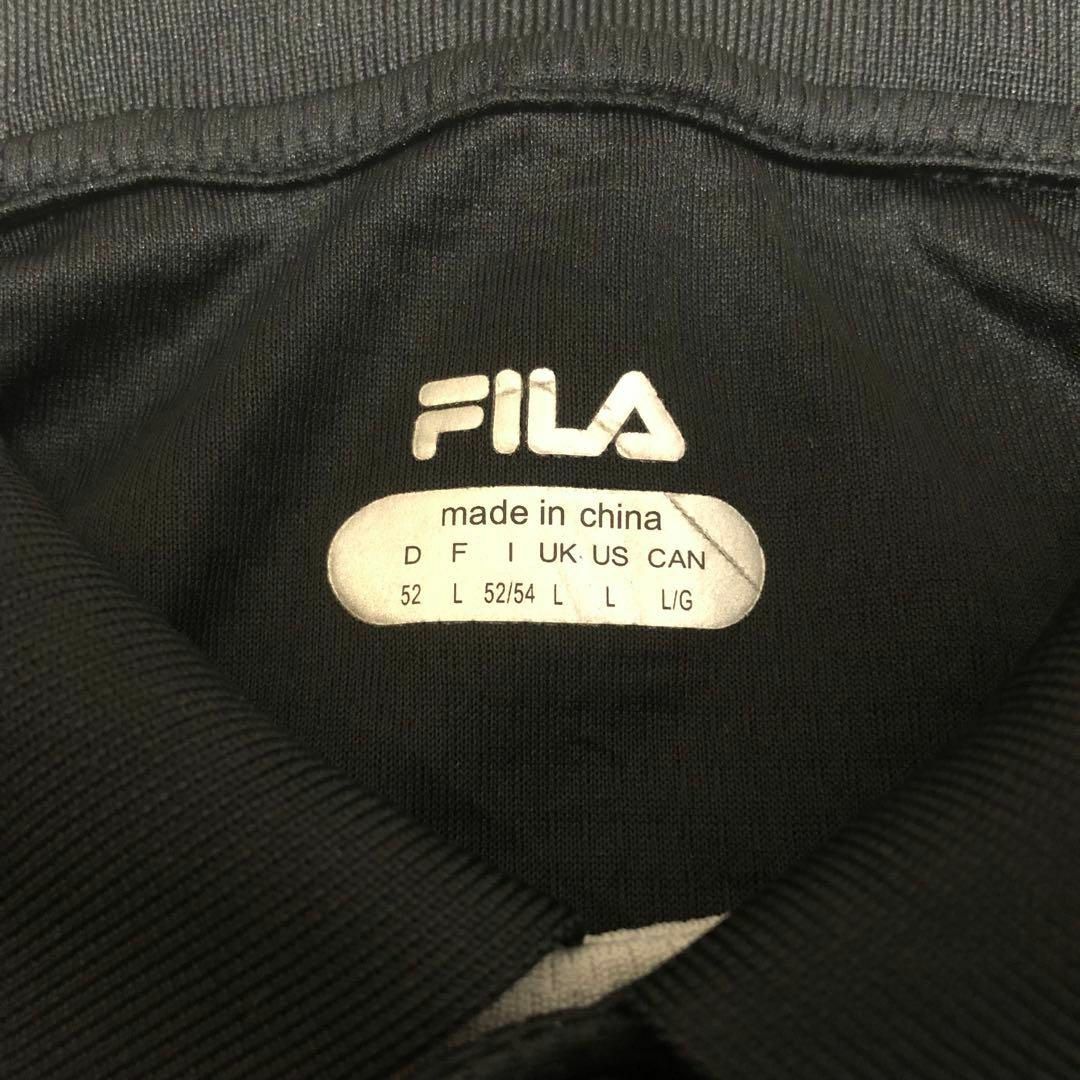 FILA
made in china
D F I UK US CAN
52 L 52/54 L L L/G